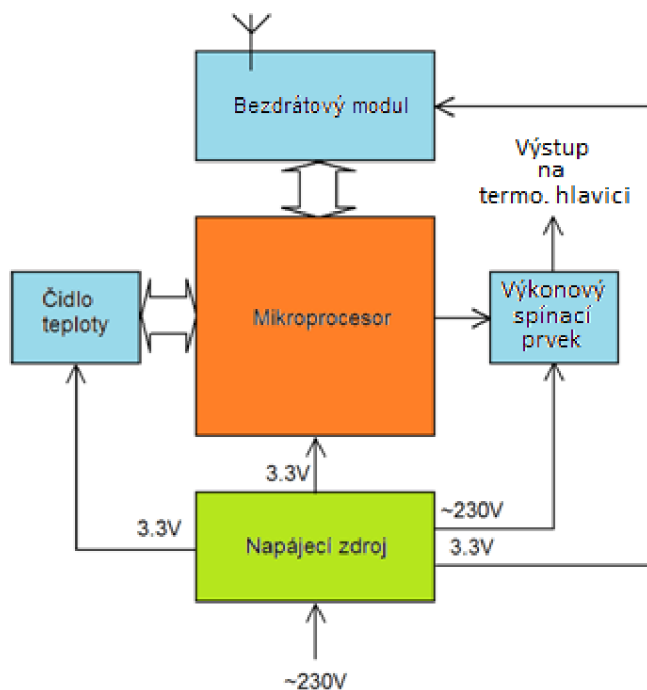 Bezdrátový modul
Výstup
na
termo. hlavici
Čidlo
teploty
Mikroprocesor
Výkonový
spínací
prvek
3.3V
~230V
3.3V
3.3V
Napájecí zdroj
~230V